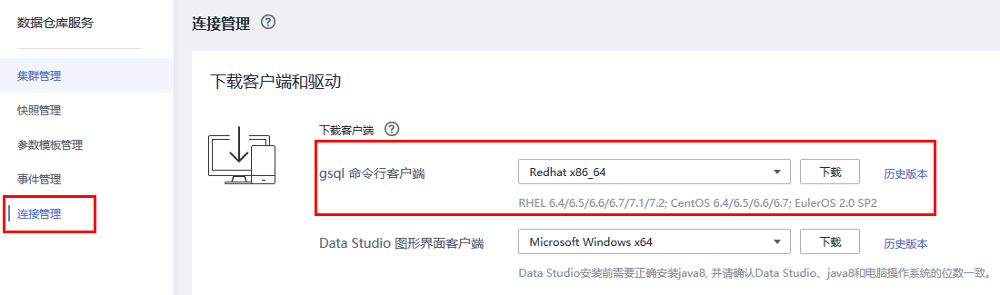 数据仓库服务
集群管理
快照管理
参数模板管理
事件管理
连接管理
连接管理 ?
下载客户端和驱动
下载客户端 ?
gsql 命令行客户端 Redhat x86_64 下载 历史版本
RHEL 6.4/6.5/6.6/6.7/7.1/7.2; CentOS 6.4/6.5/6.6/6.7; EulerOS 2.0 SP2
Data Studio 图形界面客户端 Microsoft Windows x64 下载 历史版本
Data Studio安装前需要正确安装java8, 并请确认Data Studio、java8和电脑操作系统的位数一致。